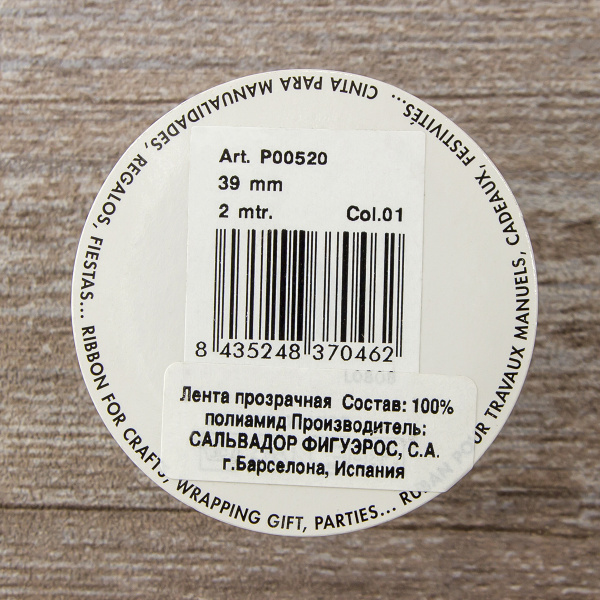 CINTA PARA MANUALIDADES, REGALOS, FIESTAS...
RIBBON FOR CRAFTS, WRAPPING GIFT, PARTIES...
RUBAN POUR TRAVAUX MANUELS, CADEAUX, FESTIVITÉS...
Art. P00520
39 mm
2 mtr. Col.01
8 435248 370462
Лента прозрачная Состав: 100%
полиамид Производитель:
САЛЬВАДОР ФИГУЭРОС, С.А.
г.Барселона, Испания